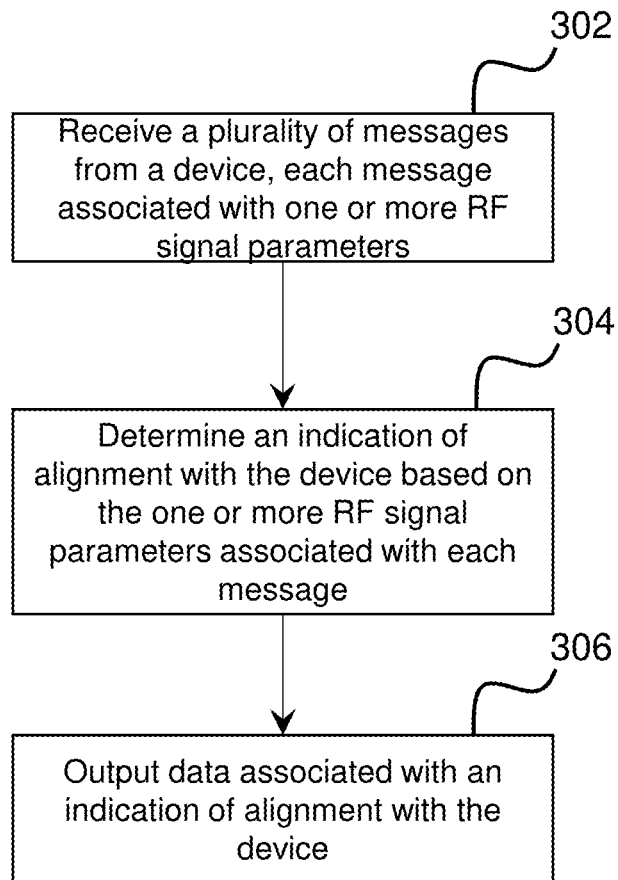 302
Receive a plurality of messages
from a device, each message
associated with one or more RF
signal parameters
304
Determine an indication of
alignment with the device based on
the one or more RF signal
parameters associated with each
message
306
Output data associated with an
indication of alignment with the
device